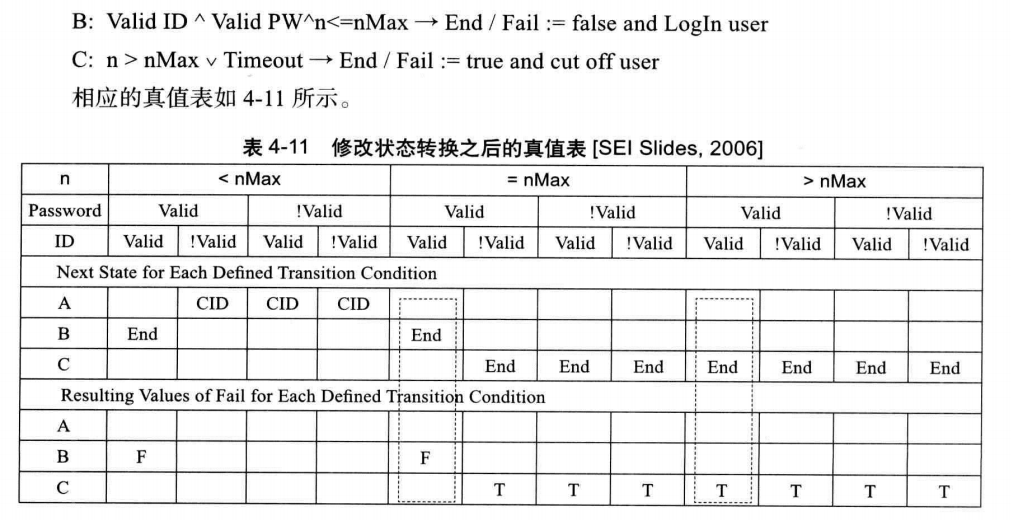 B: Valid ID ^ Valid PW^n<=nMax → End / Fail := false and LogIn user
C: n > nMax ∨ Timeout → End / Fail := true and cut off user
相应的真值表如 4-11 所示。
表 4-11 修改状态转换之后的真值表 [SEI Slides, 2006]
n < nMax = nMax > nMax
Password Valid !Valid Valid !Valid Valid !Valid
ID Valid !Valid Valid !Valid Valid !Valid Valid !Valid Valid !Valid Valid !Valid
Next State for Each Defined Transition Condition
A CID CID CID
B End End
C End End End End End End End
Resulting Values of Fail for Each Defined Transition Condition
A
B F F
C T T T T T T T